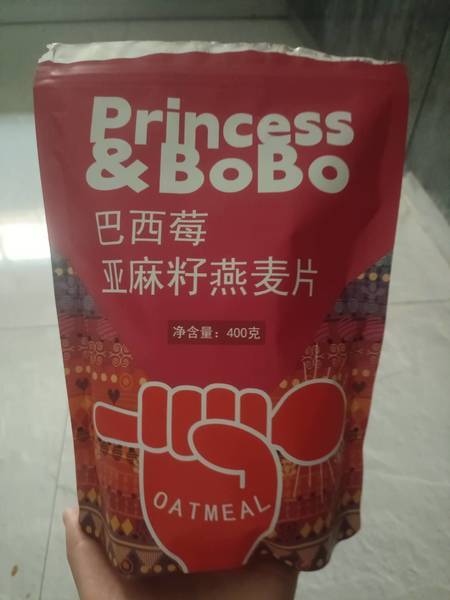 Princess
&BoBo
巴西莓
亚麻籽燕麦片
净含量：400克
OATMEAL